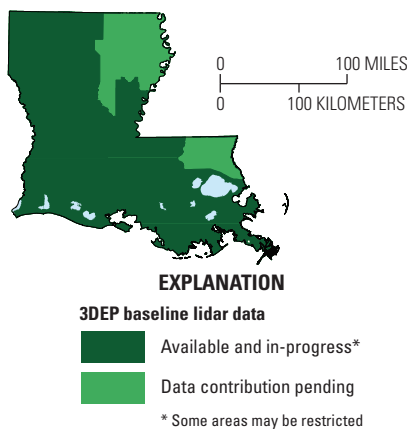 0 100 MILES
0 100 KILOMETERS
EXPLANATION
3DEP baseline lidar data
Available and in-progress*
Data contribution pending
* Some areas may be restricted